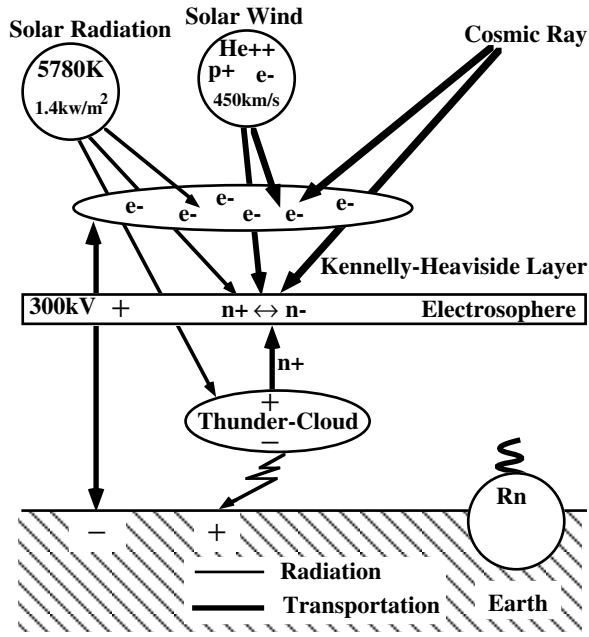 Solar Radiation
Solar Wind
Cosmic Ray
5780K
1.4kw/m²
He++
p+ e-
450km/s
e- e- e- e- e- e-
Kennelly-Heaviside Layer
300kV + n+ ↔ n- Electrosphere
n+
+
Thunder-Cloud
−
Rn
− +
Radiation
Transportation
Earth